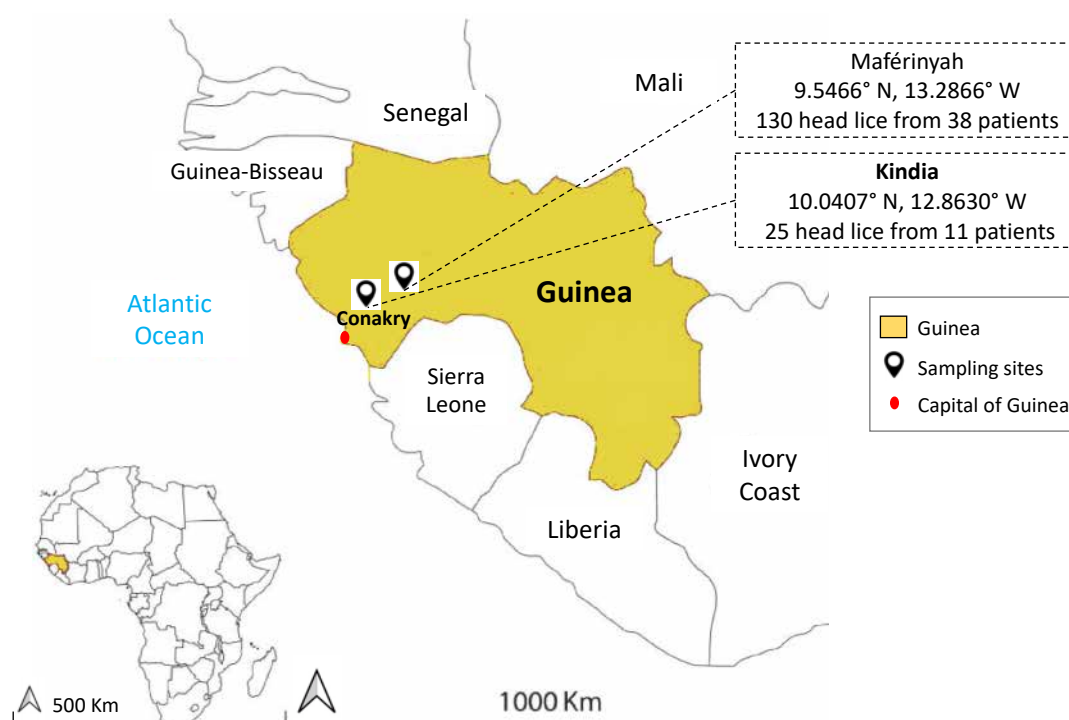 Maférinyah
9.5466° N, 13.2866° W
130 head lice from 38 patients
Mali
Senegal
Kindia
10.0407° N, 12.8630° W
25 head lice from 11 patients
Guinea-Bisseau
Guinea
Atlantic
Ocean
Conakry
Guinea
Sampling sites
Capital of Guinea
Sierra
Leone
Ivory
Coast
Liberia
500 Km
1000 Km